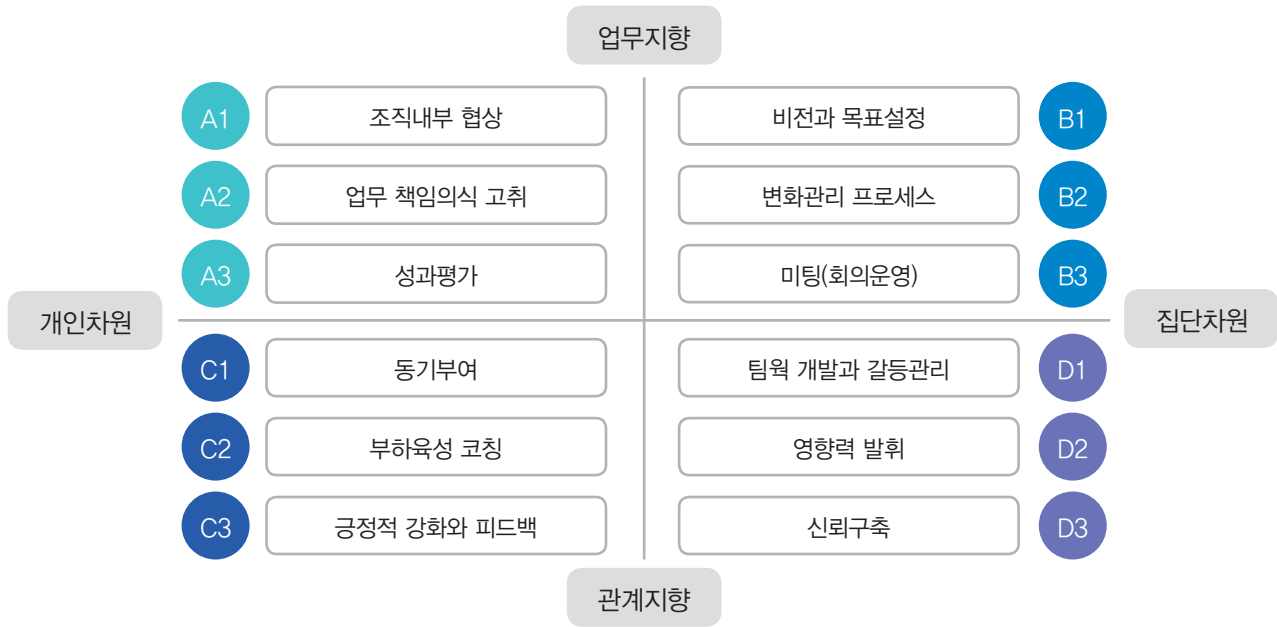 업무지향
A1 조직내부 협상 비전과 목표설정 B1
A2 업무 책임의식 고취 변화관리 프로세스 B2
A3 성과평가 미팅(회의운영) B3
개인차원 집단차원
C1 동기부여 팀웍 개발과 갈등관리 D1
C2 부하육성 코칭 영향력 발휘 D2
C3 긍정적 강화와 피드백 신뢰구축 D3
관계지향